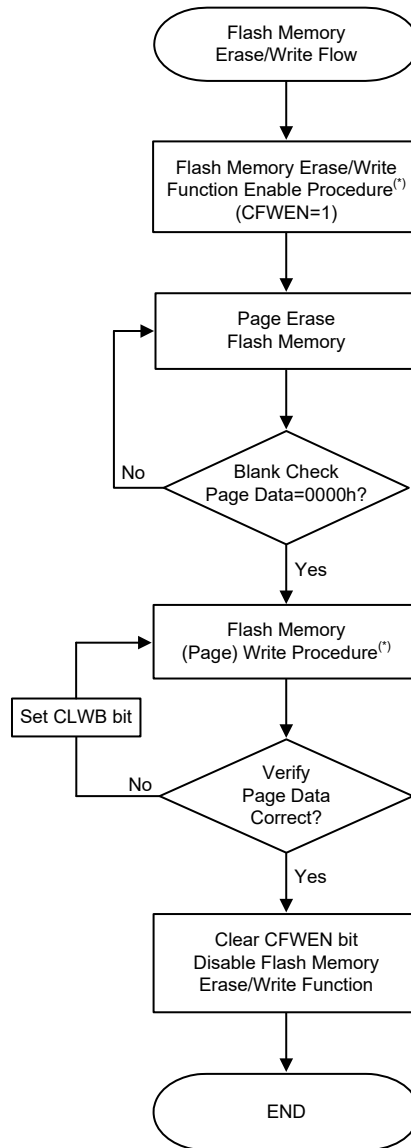 Flash Memory
Erase/Write Flow
Flash Memory Erase/Write
Function Enable Procedure(*)
(CFWEN=1)
Page Erase
Flash Memory
No
Blank Check
Page Data=0000h?
Yes
Flash Memory
(Page) Write Procedure(*)
Set CLWB bit
No
Verify
Page Data
Correct?
Yes
Clear CFWEN bit
Disable Flash Memory
Erase/Write Function
END